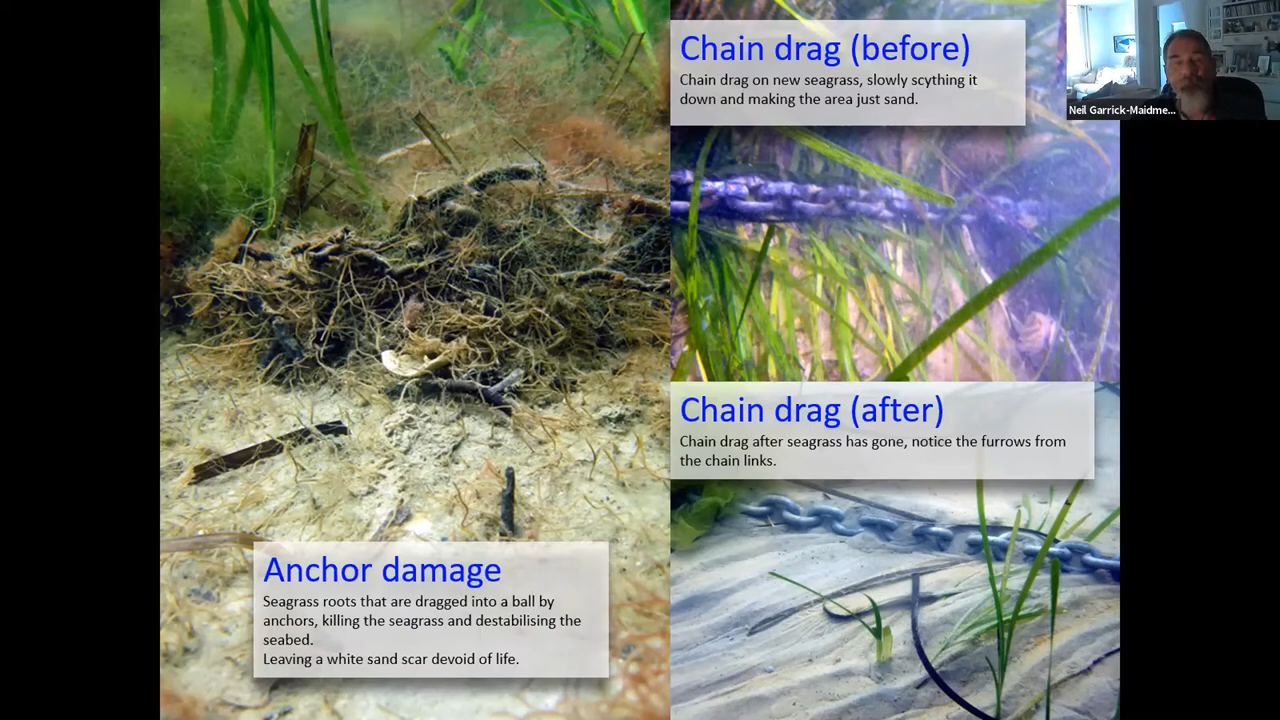 Anchor damage
Seagrass roots that are dragged into a ball by
anchors, killing the seagrass and destabilising the
seabed.
Leaving a white sand scar devoid of life.
Chain drag (before)
Chain drag on new seagrass, slowly scything it
down and making the area just sand.
Chain drag (after)
Chain drag after seagrass has gone, notice the furrows from
the chain links.
Neil Garrick-Maidme...